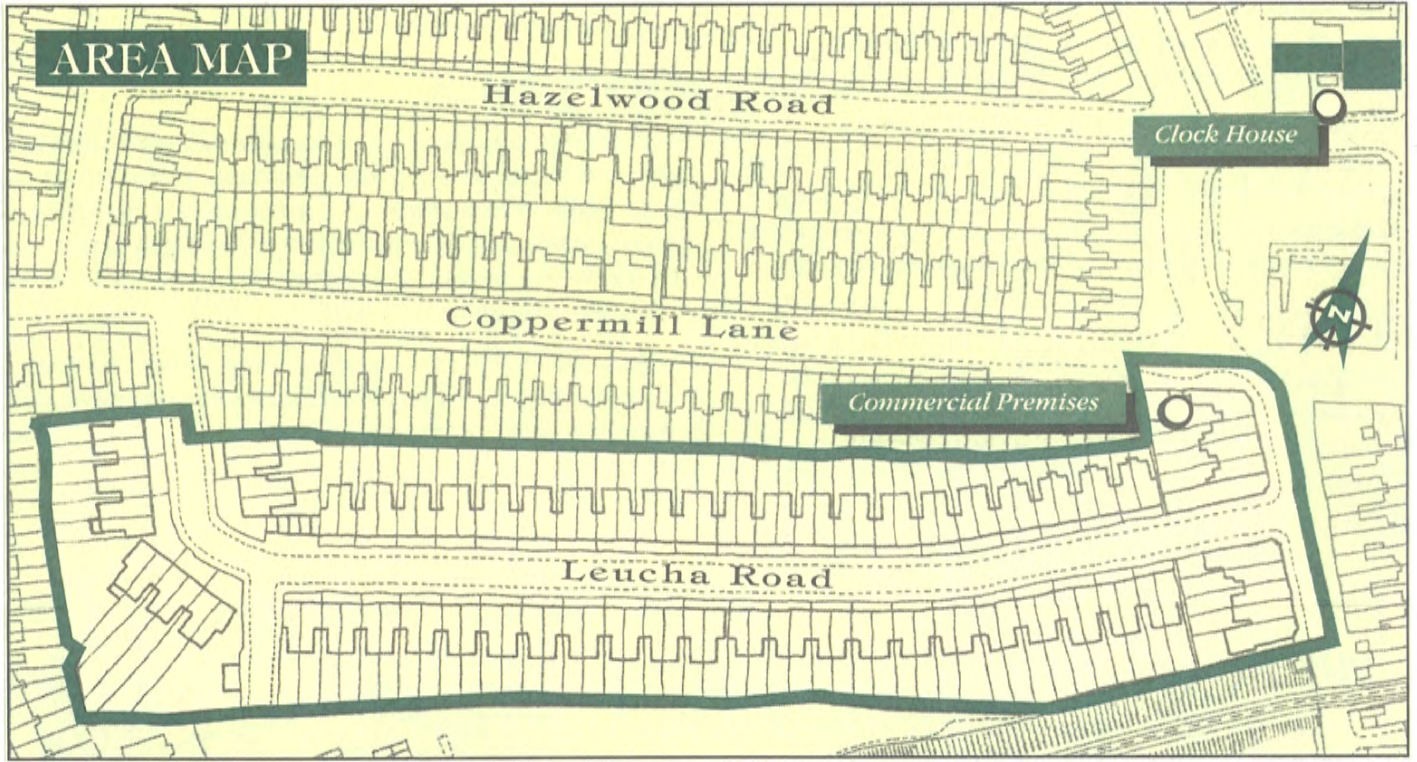 AREA MAP
Hazelwood Road
Clock House
N
Coppermill Lane
Commercial Premises
Leucha Road